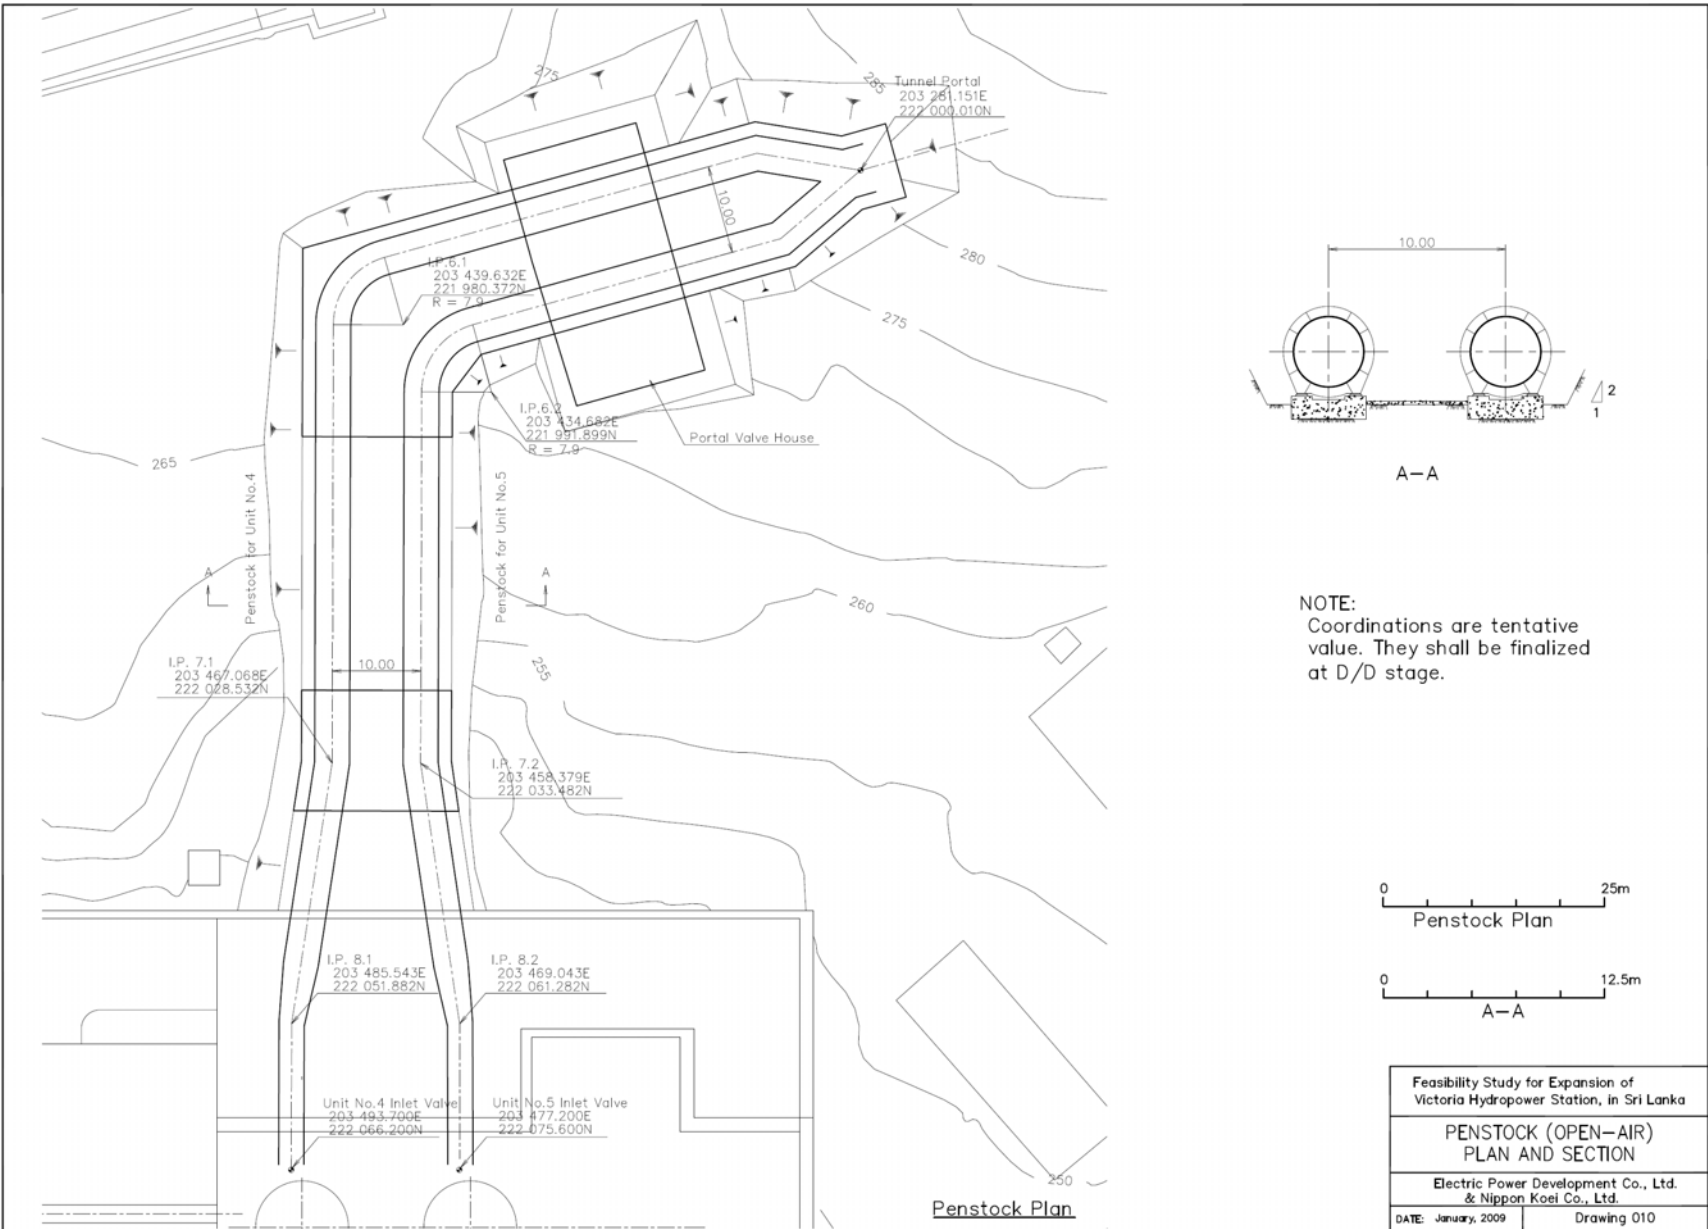 275
285
Tunnel Portal
203 281.151E
222 000.010N
10.00
I.P.6.1
203 439.632E
221 980.372N
R = 7.9
280
275
I.P.6.2
203 434.682E
221 991.899N
R = 7.9
Portal Valve House
265
Penstock for Unit No.4
Penstock for Unit No.5
A
A
260
255
I.P. 7.1
203 467.068E
222 028.532N
10.00
I.P. 7.2
203 458.379E
222 033.482N
I.P. 8.1
203 485.543E
222 051.882N
I.P. 8.2
203 469.043E
222 061.282N
Unit No.4 Inlet Valve
203 493.700E
222 066.200N
Unit No.5 Inlet Valve
203 477.200E
222 075.600N
250
Penstock Plan
10.00
2
1
A-A
NOTE:
Coordinations are tentative
value. They shall be finalized
at D/D stage.
0 25m
Penstock Plan
0 12.5m
A-A
Feasibility Study for Expansion of
Victoria Hydropower Station, in Sri Lanka
PENSTOCK (OPEN-AIR)
PLAN AND SECTION
Electric Power Development Co., Ltd.
& Nippon Koei Co., Ltd.
DATE: January, 2009 Drawing 010